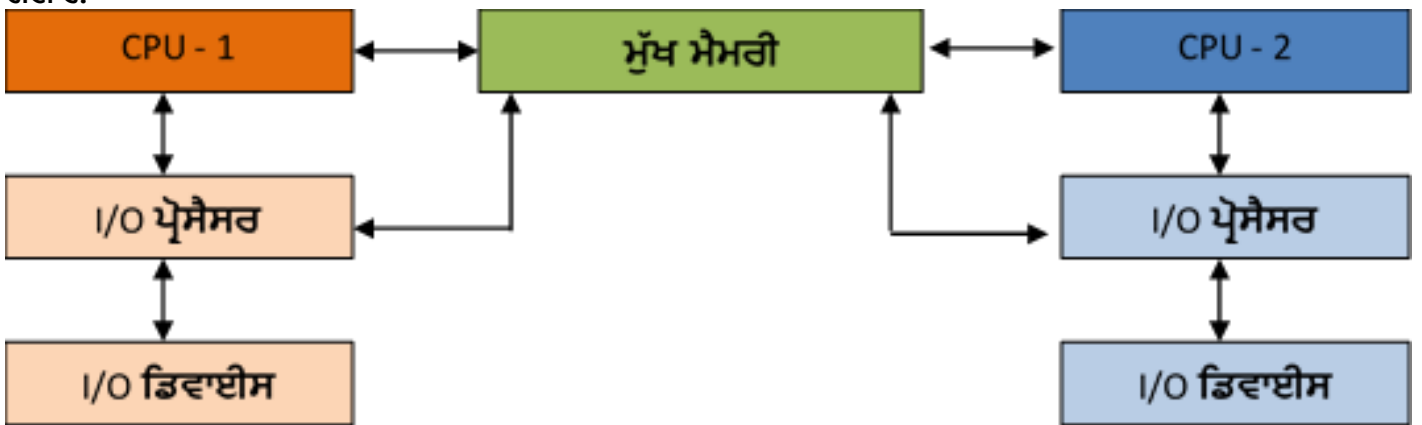 CPU - 1
ਮੁੱਖ ਮੈਮਰੀ
CPU - 2
I/O ਪ੍ਰੋਸੈਸਰ
I/O ਪ੍ਰੋਸੈਸਰ
I/O ਡਿਵਾਈਸ
I/O ਡਿਵਾਈਸ